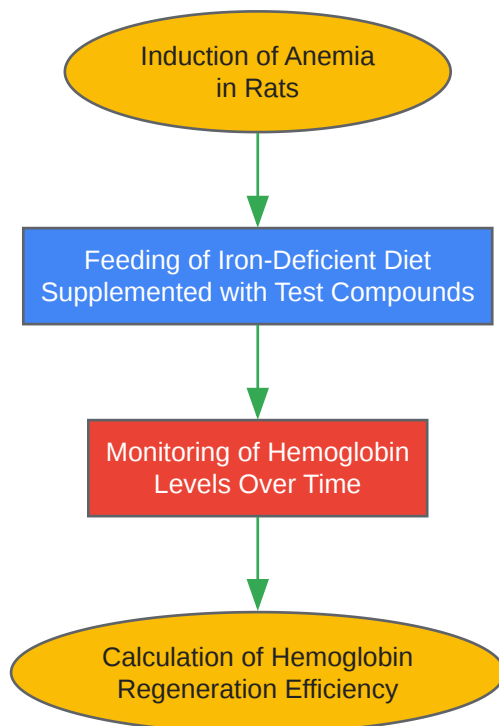 Induction of Anemia
in Rats
Feeding of Iron-Deficient Diet
Supplemented with Test Compounds
Monitoring of Hemoglobin
Levels Over Time
Calculation of Hemoglobin
Regeneration Efficiency